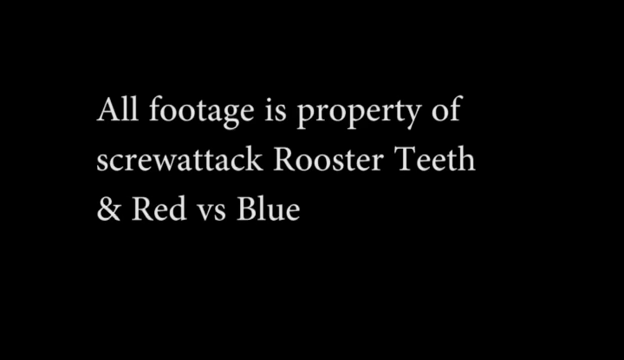 All footage is property of
screwattack Rooster Teeth
& Red vs Blue